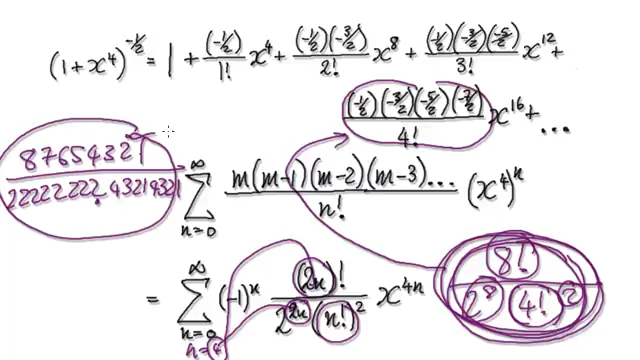 (1+x⁴)^(-1/2) = 1 + (-1/2)/1! x⁴ + (-1/2)(-3/2)/2! x⁸ + (-1/2)(-3/2)(-5/2)/3! x¹² +
(-1/2)(-3/2)(-5/2)(-7/2)/4! x¹⁶ + ...
87654321/22222222.43214321
= ∑_{n=0}^{∞} m(m-1)(m-2)(m-3).../n! (x⁴)ⁿ
= ∑_{n=0}^{∞} (-1)ⁿ (2n)!/2^{2n}(n!)² x^{4n}
8!/2⁸(4!)²
n=4